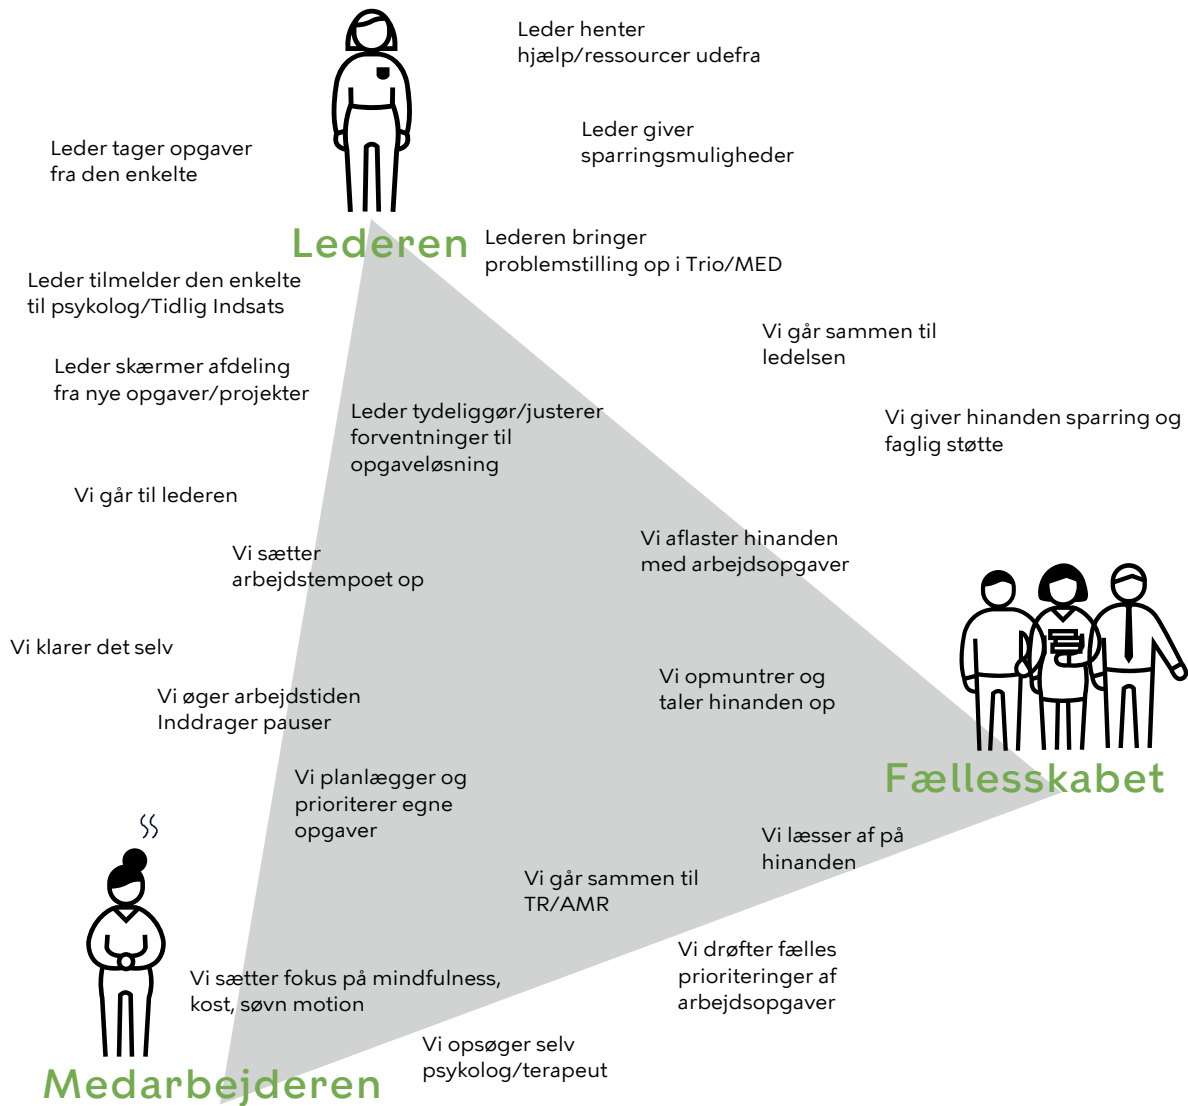 Leder henter
hjælp/ressourcer udefra
Leder giver
sparringsmuligheder
Leder tager opgaver
fra den enkelte
Lederen
Lederen bringer
problemstilling op i Trio/MED
Leder tilmelder den enkelte
til psykolog/Tidlig Indsats
Vi går sammen til
ledelsen
Leder skærmer afdeling
fra nye opgaver/projekter
Leder tydeliggør/justerer
forventninger til
opgaveløsning
Vi giver hinanden sparring og
faglig støtte
Vi går til lederen
Vi sætter
arbejdstempoet op
Vi aflaster hinanden
med arbejdsopgaver
Vi klarer det selv
Vi øger arbejdstiden
Inddrager pauser
Vi opmuntrer og
taler hinanden op
Fællesskabet
Vi planlægger og
prioriterer egne
opgaver
Vi læsser af på
hinanden
Vi går sammen til
TR/AMR
Vi drøfter fælles
prioriteringer af
arbejdsopgaver
Vi sætter fokus på mindfulness,
kost, søvn motion
Vi opsøger selv
psykolog/terapeut
Medarbejderen